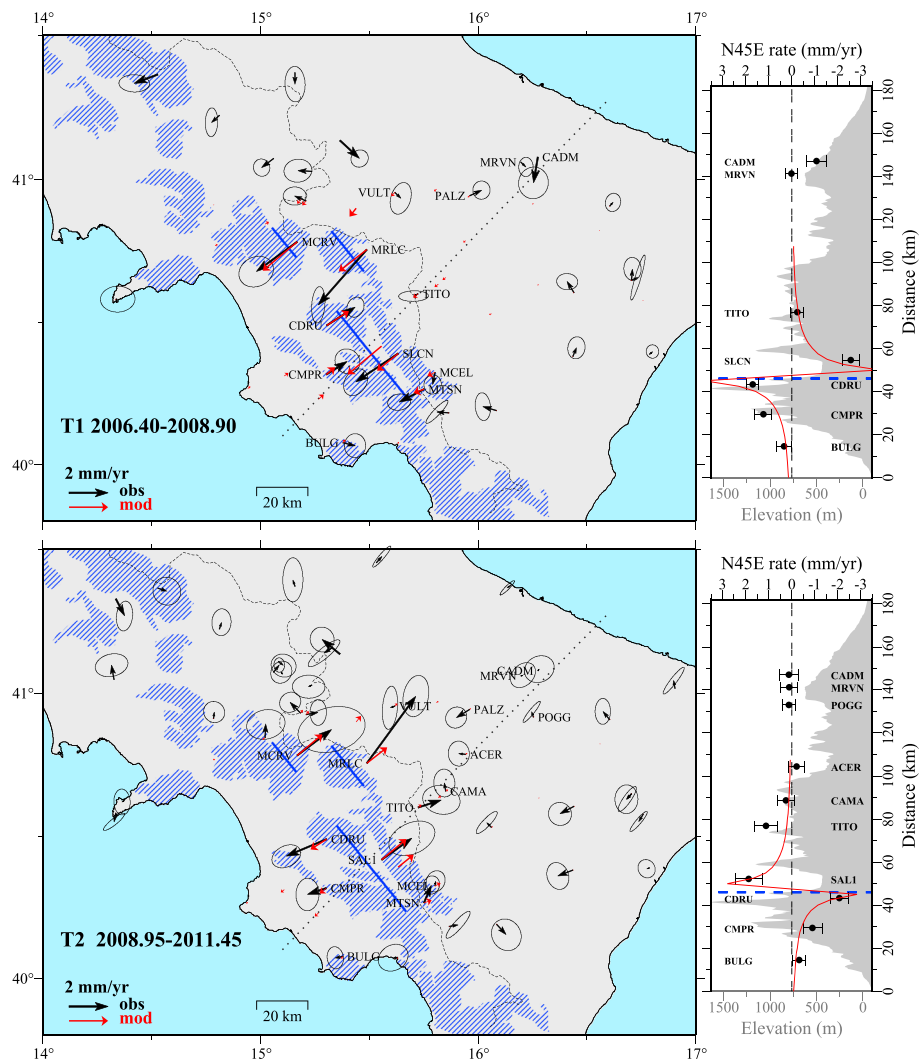 14° 15° 16° 17°
N45E rate (mm/yr)
3 2 1 0 -1 -2 -3
41°
40°
MRVN
CADM
VULT
PALZ
MCRV
MRLC
TITO
CDRU
SLCN
CMPR
MCEL
MTSN
BULG
T1 2006.40-2008.90
2 mm/yr
obs
mod
20 km
CADM
MRVN
TITO
SLCN
CDRU
CMPR
BULG
180
160
140
120
100
80
60
40
20
0
Distance (km)
1500 1000 500 0
Elevation (m)
N45E rate (mm/yr)
3 2 1 0 -1 -2 -3
41°
40°
CADM
MRVN
VULT
PALZ
POGG
MCRV
MRLC
ACER
CAMA
TITO
CDRU
SAL1
CMPR
MCEL
MTSN
BULG
T2 2008.95-2011.45
2 mm/yr
obs
mod
20 km
14° 15° 16° 17°
CADM
MRVN
POGG
ACER
CAMA
TITO
SAL1
CDRU
CMPR
BULG
180
160
140
120
100
80
60
40
20
0
Distance (km)
1500 1000 500 0
Elevation (m)